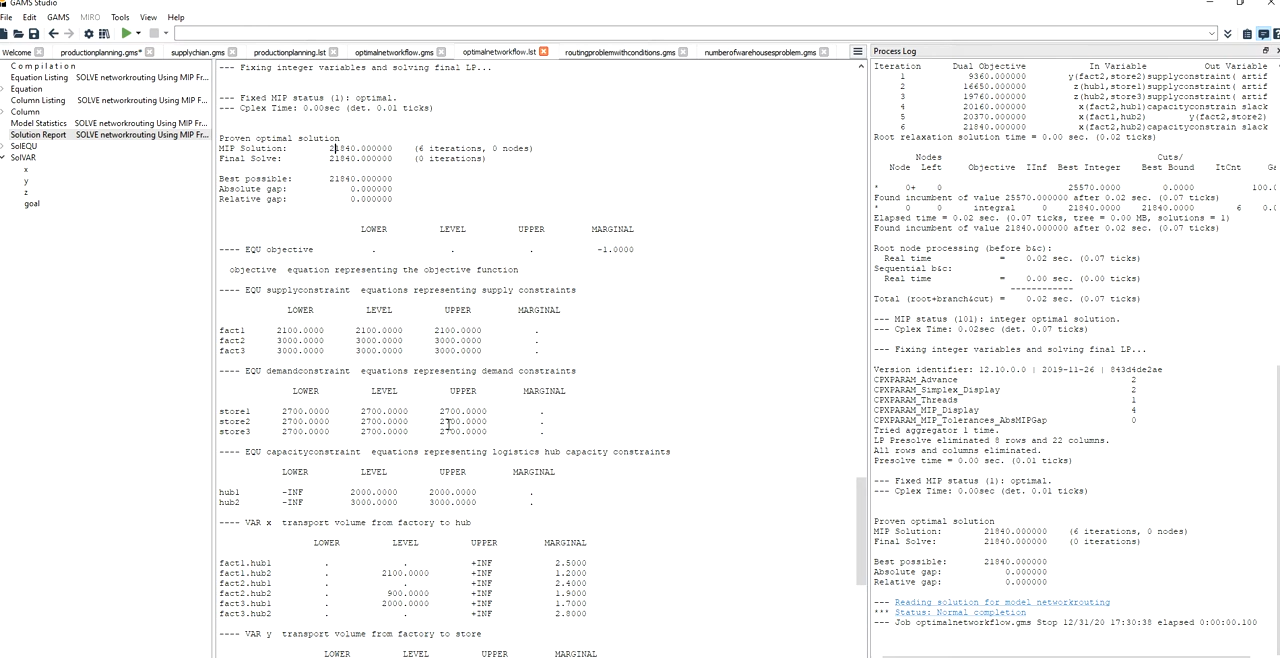 GAMS Studio
File Edit GAMS MIRO Tools View Help
Welcome productionplanning.gms* supplychian.gms productionplanning.lst optimalworkflow.gms optimalnetworkflow.lst routingproblemwithconditions.gms numberofwarehousesproblem.gms
Compilation
Equation Listing SOLVE networkrouting Using MIP Fr...
Equation
Column Listing SOLVE networkrouting Using MIP Fr...
Column
Model Statistics SOLVE networkrouting Using MIP Fr...
Solution Report SOLVE networkrouting Using MIP Fr...
SolEQU
SolVAR
x
y
z
goal
--- Fixing integer variables and solving final LP...
--- Fixed MIP status (1): optimal.
--- Cplex Time: 0.00sec (det. 0.01 ticks)
Proven optimal solution
MIP Solution: 21840.000000 (6 iterations, 0 nodes)
Final Solve: 21840.000000 (0 iterations)
Best possible: 21840.000000
Absolute gap: 0.000000
Relative gap: 0.000000
LOWER LEVEL UPPER MARGINAL
---- EQU objective . . . -1.0000
objective equation representing the objective function
---- EQU supplyconstraint equations representing supply constraints
LOWER LEVEL UPPER MARGINAL
fact1 2100.0000 2100.0000 2100.0000 .
fact2 3000.0000 3000.0000 3000.0000 .
fact3 3000.0000 3000.0000 3000.0000 .
---- EQU demandconstraint equations representing demand constraints
LOWER LEVEL UPPER MARGINAL
store1 2700.0000 2700.0000 2700.0000 .
store2 2700.0000 2700.0000 2700.0000 .
store3 2700.0000 2700.0000 2700.0000 .
---- EQU capacityconstraint equations representing logistics hub capacity constraints
LOWER LEVEL UPPER MARGINAL
hub1 -INF 2000.0000 2000.0000 .
hub2 -INF 3000.0000 3000.0000 .
---- VAR x transport volume from factory to hub
LOWER LEVEL UPPER MARGINAL
fact1.hub1 . . +INF 2.5000
fact1.hub2 . 2100.0000 +INF 1.2000
fact2.hub1 . . +INF 2.4000
fact2.hub2 . 900.0000 +INF 1.9000
fact3.hub1 . 2000.0000 +INF 1.7000
fact3.hub2 . . +INF 2.8000
---- VAR y transport volume from factory to store
LOWER LEVEL UPPER MARGINAL
Process Log
Iteration Dual Objective In Variable Out Variable
1 9360.000000 y(fact2,store2)supplyconstraint( artif
2 16650.000000 z(hub1,store1)supplyconstraint( artif
3 19760.000000 z(hub2,store3)supplyconstraint( artif
4 20160.000000 x(fact2,hub1)capacityconstrain slack
5 20370.000000 x(fact1,hub2) y(fact2,store2)
6 21840.000000 x(fact2,hub2)capacityconstrain slack
Root relaxation solution time = 0.00 sec. (0.02 ticks)
Nodes Cuts/
Node Left Objective IInf Best Integer Best Bound ItCnt
* 0+ 0 25570.0000 0.0000 100.
Found incumbent of value 25570.000000 after 0.02 sec. (0.07 ticks)
* 0 0 integral 0 21840.0000 21840.0000 6 0.0
Elapsed time = 0.02 sec. (0.07 ticks, tree = 0.00 MB, solutions = 1)
Found incumbent of value 21840.000000 after 0.02 sec. (0.07 ticks)
Root node processing (before b&c):
Real time = 0.02 sec. (0.07 ticks)
Sequential b&c:
Real time = 0.00 sec. (0.00 ticks)
------------
Total (root+branch&cut) = 0.02 sec. (0.07 ticks)
--- MIP status (101): integer optimal solution.
--- Cplex Time: 0.02sec (det. 0.07 ticks)
--- Fixing integer variables and solving final LP...
Version identifier: 12.10.0.0 | 2019-11-26 | 843d4de2ae
CPXPARAM_Advance 2
CPXPARAM_Simplex_Display 2
CPXPARAM_Threads 1
CPXPARAM_MIP_Display 4
CPXPARAM_MIP_Tolerances_AbsMIPGap 0
Tried aggregator 1 time.
LP Presolve eliminated 8 rows and 22 columns.
All rows and columns eliminated.
Presolve time = 0.00 sec. (0.01 ticks)
--- Fixed MIP status (1): optimal.
--- Cplex Time: 0.00sec (det. 0.01 ticks)
Proven optimal solution
MIP Solution: 21840.000000 (6 iterations, 0 nodes)
Final Solve: 21840.000000 (0 iterations)
Best possible: 21840.000000
Absolute gap: 0.000000
Relative gap: 0.000000
--- Reading solution for model networkrouting
*** Status: Normal completion
--- Job optimalnetworkflow.gms Stop 12/31/20 17:30:38 elapsed 0:00:00.100